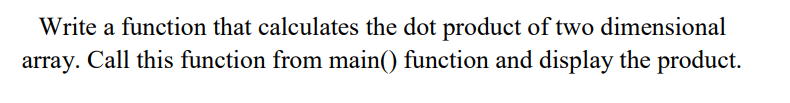 Write a function that calculates the dot product of two dimensional
array. Call this function from main() function and display the product.